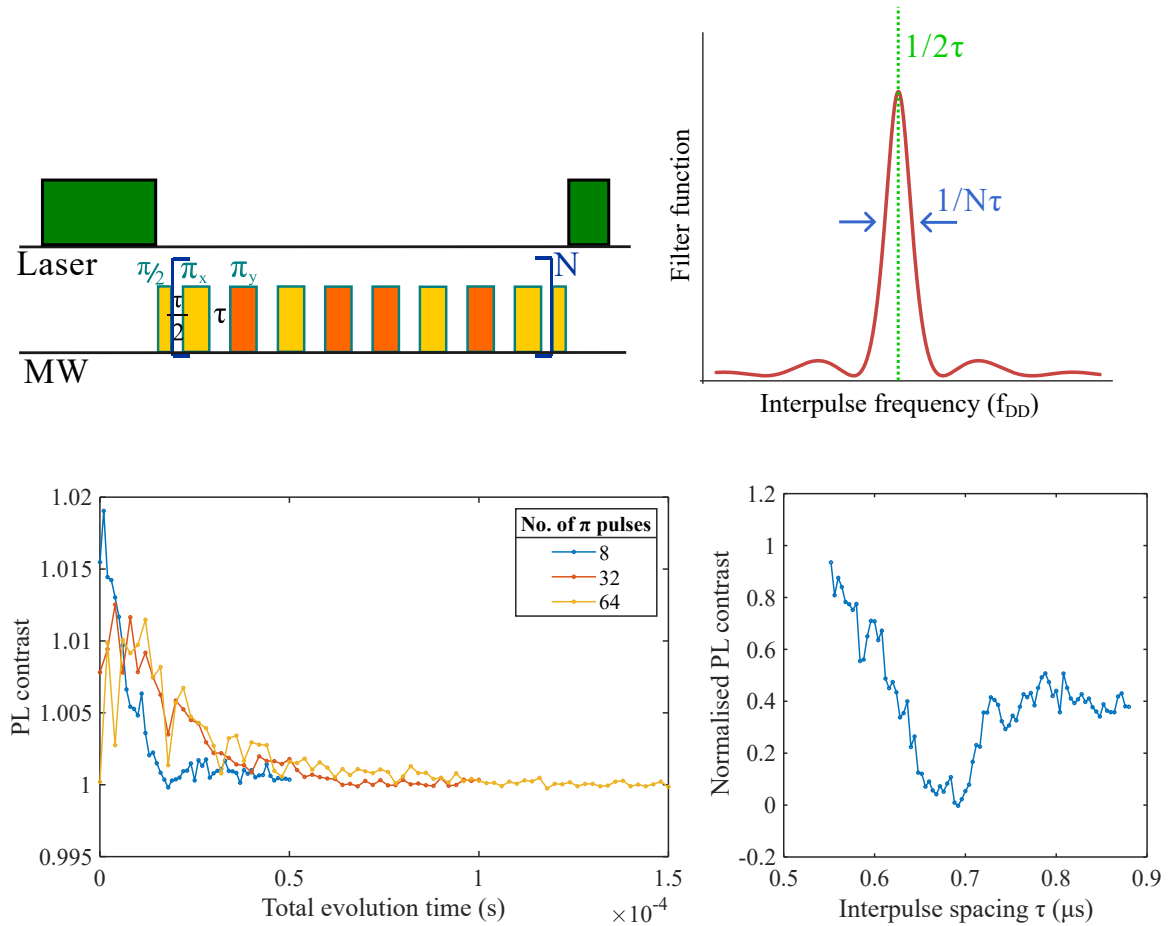 Laser
π/2
π_x
π_y
N
τ/2
τ
MW
1/2τ
1/Nτ
Filter function
Interpulse frequency (f_DD)
1.02
1.015
1.01
1.005
1
0.995
PL contrast
0
0.5
1
1.5
×10⁻⁴
Total evolution time (s)
No. of π pulses
8
32
64
1.2
1
0.8
0.6
0.4
0.2
0
-0.2
Normalised PL contrast
0.5
0.6
0.7
0.8
0.9
Interpulse spacing τ (μs)